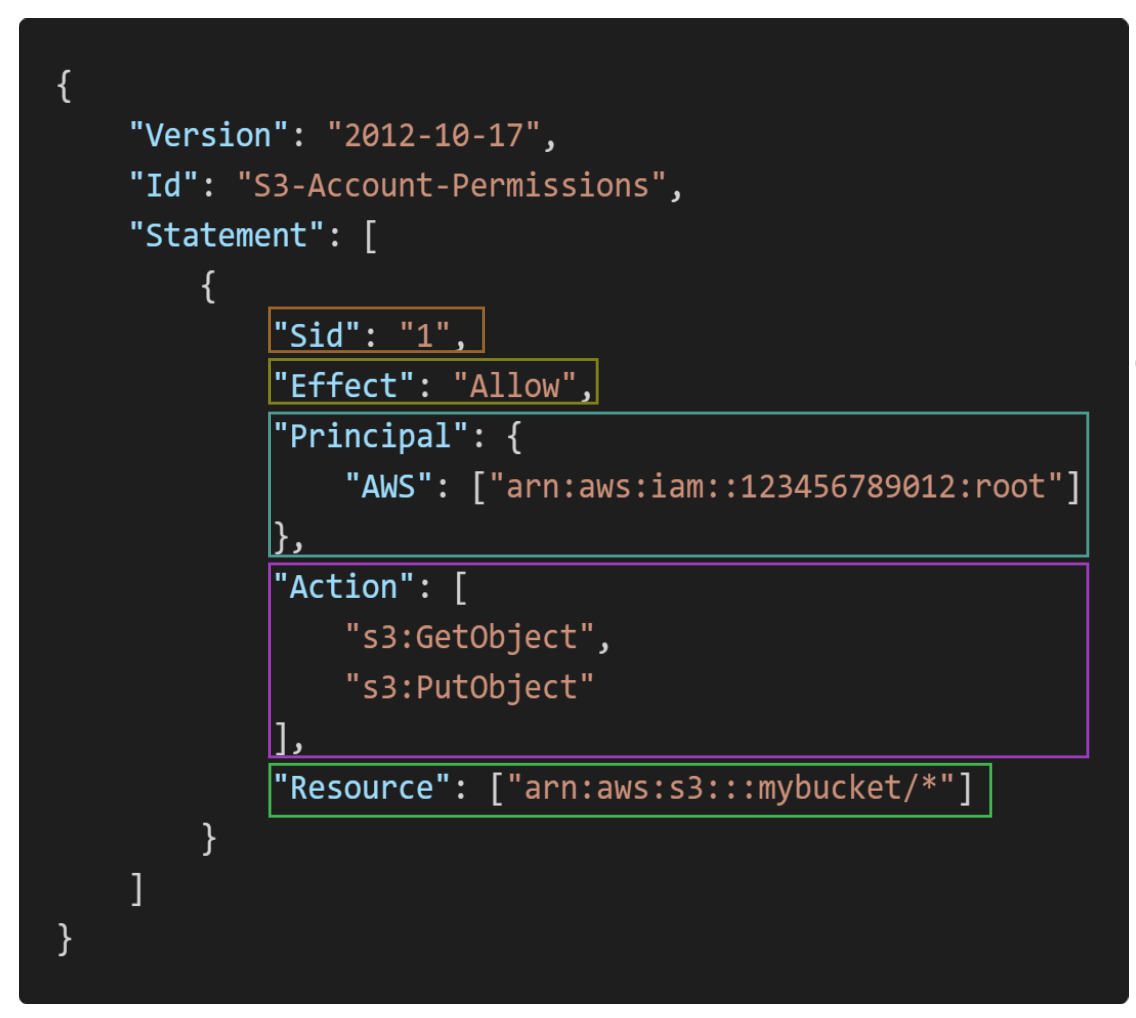 {
    "Version": "2012-10-17",
    "Id": "S3-Account-Permissions",
    "Statement": [
        {
            "Sid": "1",
            "Effect": "Allow",
            "Principal": {
                "AWS": ["arn:aws:iam::123456789012:root"]
            },
            "Action": [
                "s3:GetObject",
                "s3:PutObject"
            ],
            "Resource": ["arn:aws:s3:::mybucket/*"]
        }
    ]
}